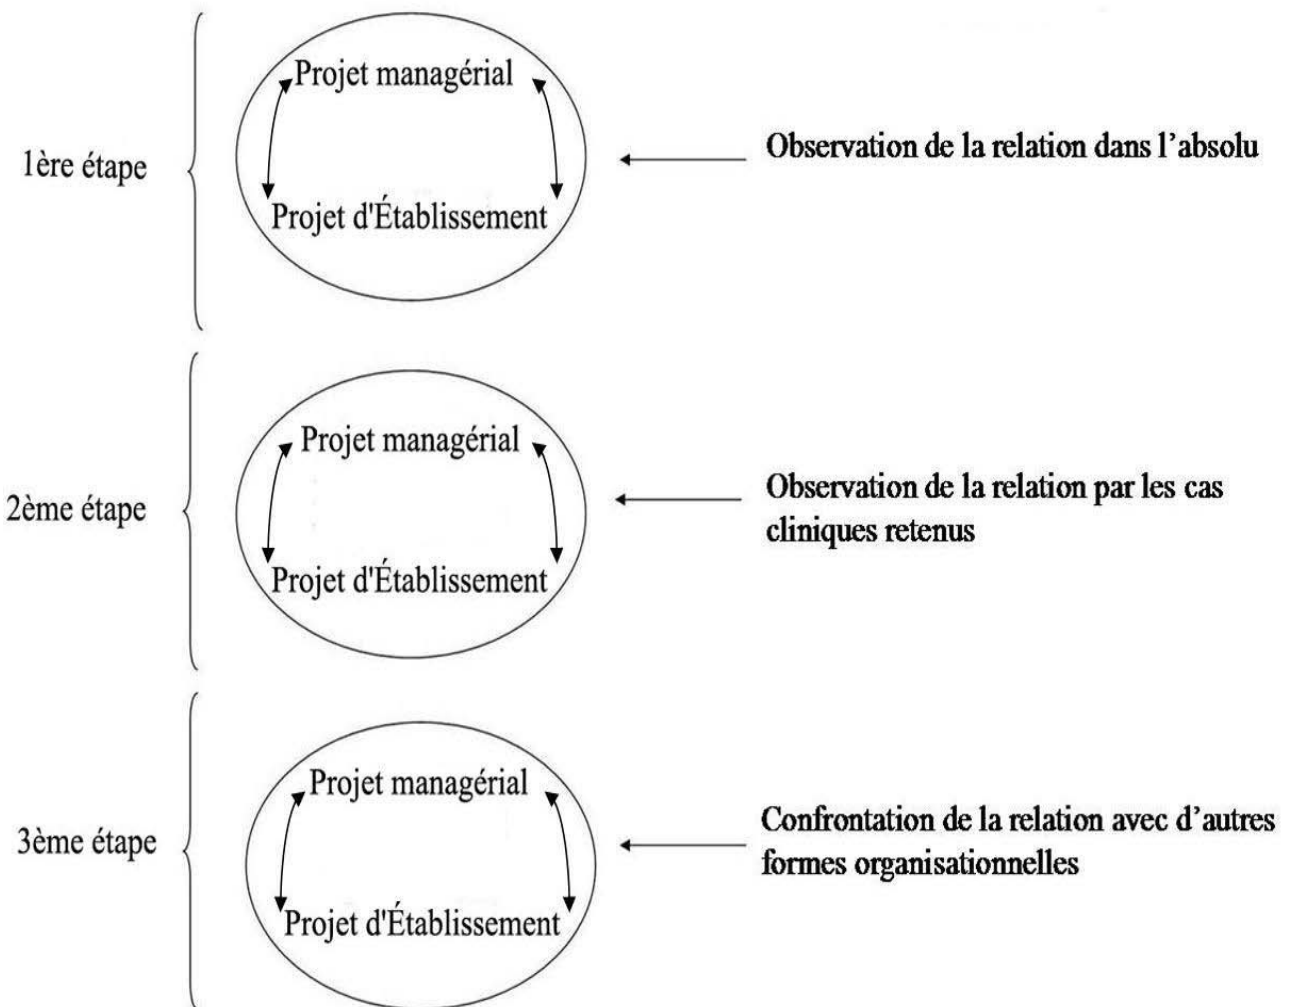 Projet managérial
1ère étape
Observation de la relation dans l’absolu
Projet d'Établissement
Projet managérial
2ème étape
Observation de la relation par les cas
cliniques retenus
Projet d'Établissement
Projet managérial
3ème étape
Confrontation de la relation avec d’autres
formes organisationnelles
Projet d'Établissement